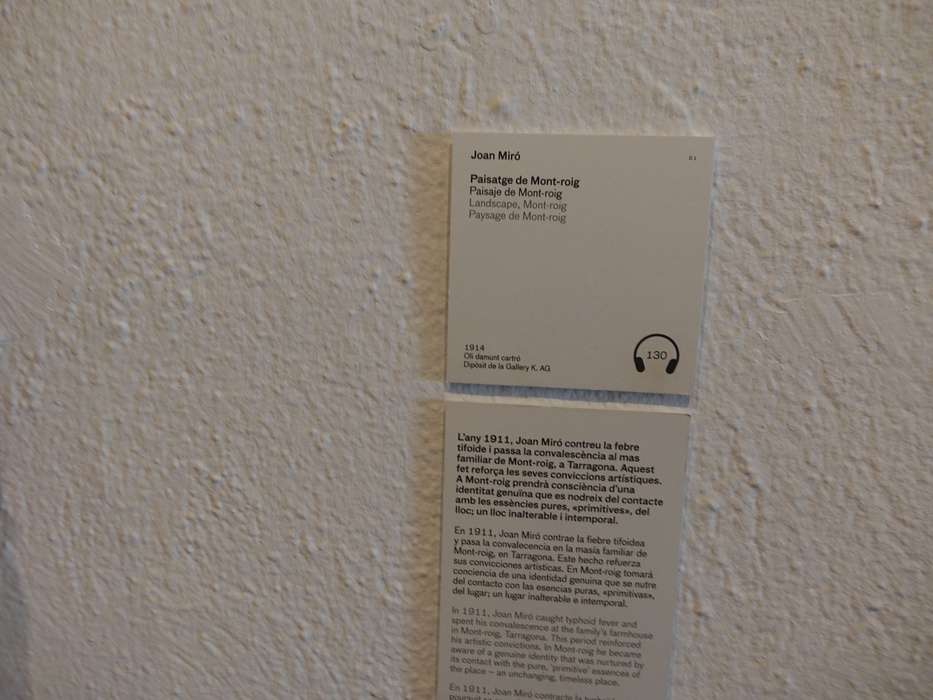 Joan Miró
D 1
Paisatge de Mont-roig
Paisaje de Mont-roig
Landscape, Mont-roig
Paysage de Mont-roig
1914
Oli damunt cartró
Dipòsit de la Gallery K. AG
130
L'any 1911, Joan Miró contreu la febre
tifoide i passa la convalescència al mas
familiar de Mont-roig, a Tarragona. Aquest
fet reforça les seves conviccions artístiques.
A Mont-roig prendrà consciència d'una
identitat genuïna que es nodreix del contacte
amb les essències pures, «primitives», del
lloc; un lloc inalterable i intemporal.
En 1911, Joan Miró contrae la fiebre tifoidea
y pasa la convalecencia en la masía familiar de
Mont-roig, en Tarragona. Este hecho refuerza
sus convicciones artísticas. En Mont-roig tomará
conciencia de una identidad genuina que se nutre
del contacto con las esencias puras, «primitivas»,
del lugar; un lugar inalterable e intemporal.
In 1911, Joan Miró caught typhoid fever and
spent his convalescence at the family's farmhouse
in Mont-roig, Tarragona. This period reinforced
his artistic convictions. In Mont-roig he became
aware of a genuine identity that was nurtured by
its contact with the pure, 'primitive' essences of
the place – an unchanging, timeless place.
En 1911, Joan Miró contracte la